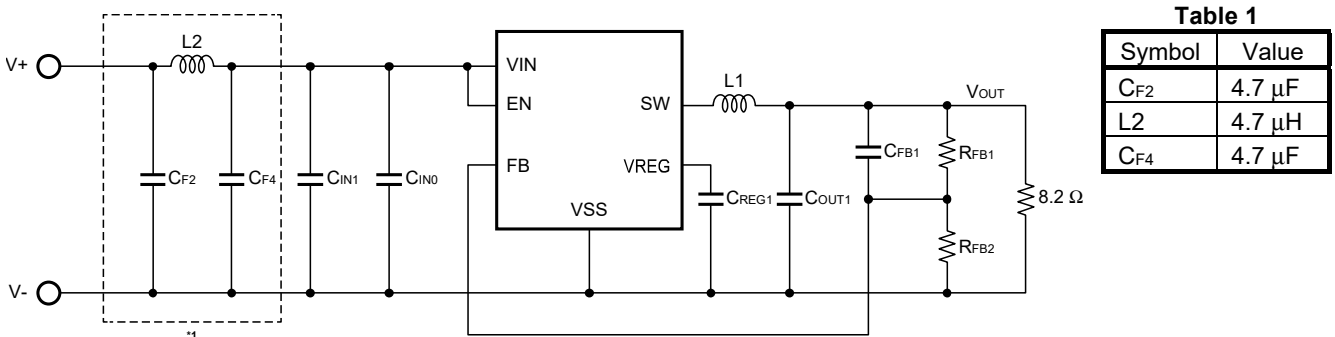 Table 1
Symbol Value
CF2 4.7 μF
L2 4.7 μH
CF4 4.7 μF
L2
V+
VIN
EN
SW
L1
VOUT
FB
VREG
VSS
CF2
CF4
CIN1
CIN0
CREG1
COUT1
CFB1
RFB1
RFB2
8.2 Ω
V-
*1